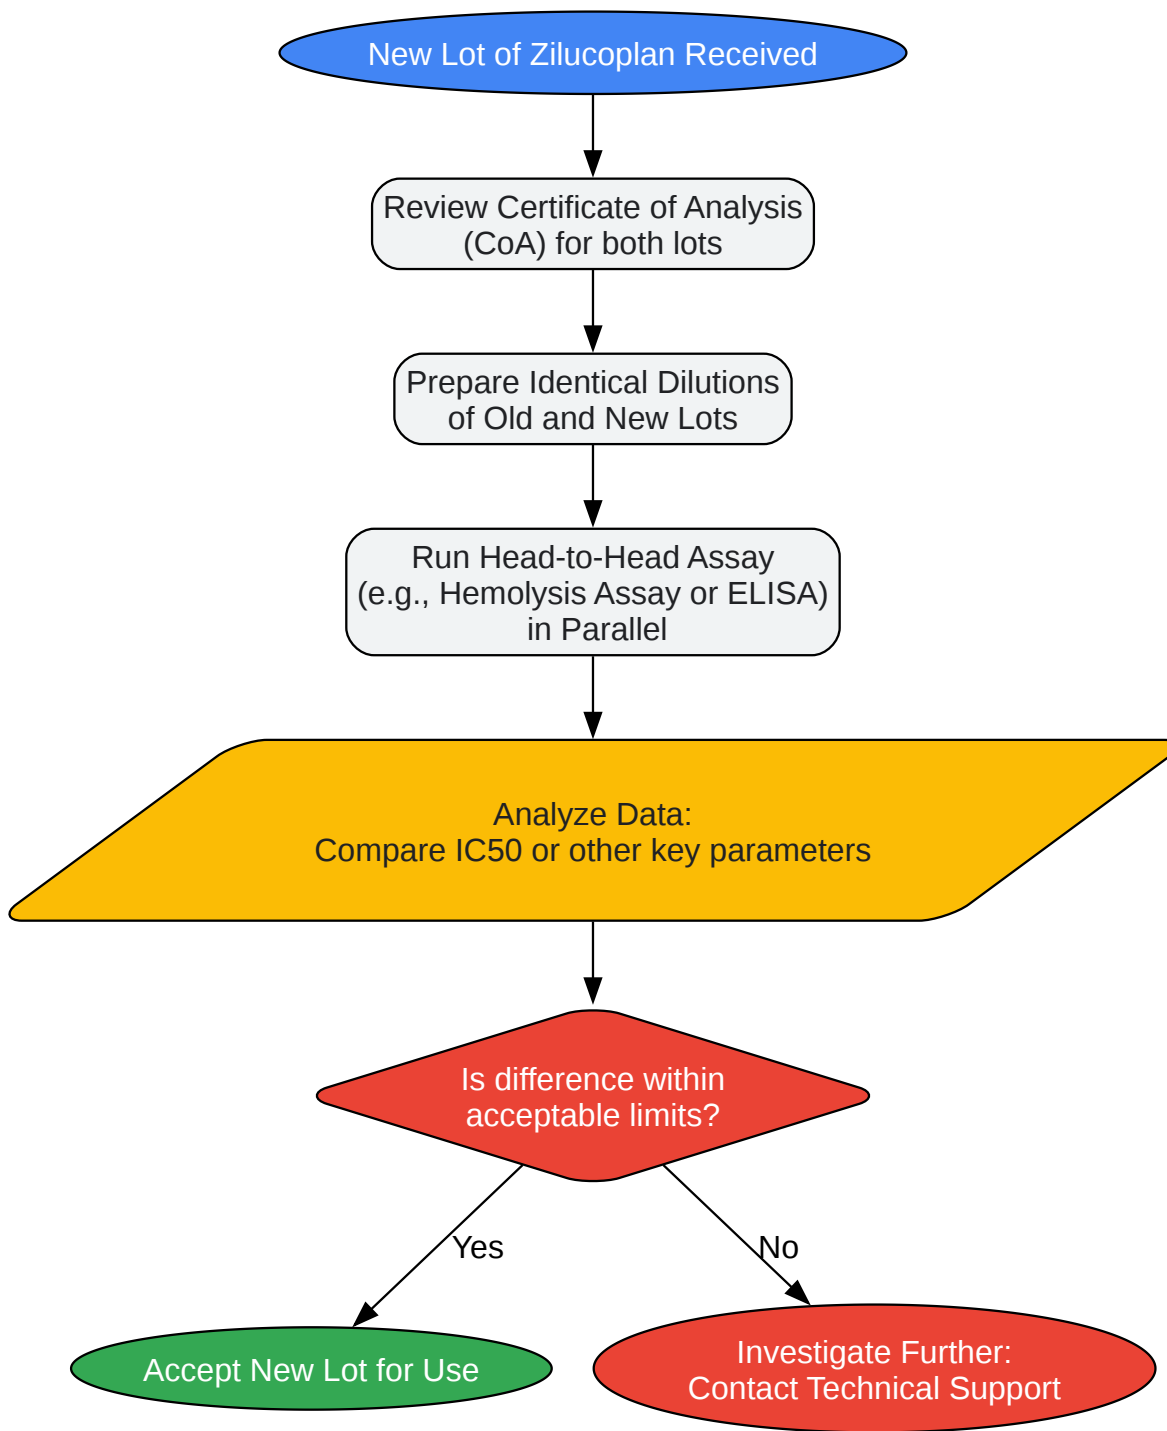 New Lot of Zilucoplan Received
Review Certificate of Analysis
(CoA) for both lots
Prepare Identical Dilutions
of Old and New Lots
Run Head-to-Head Assay
(e.g., Hemolysis Assay or ELISA)
in Parallel
Analyze Data:
Compare IC50 or other key parameters
Is difference within
acceptable limits?
Yes
No
Accept New Lot for Use
Investigate Further:
Contact Technical Support